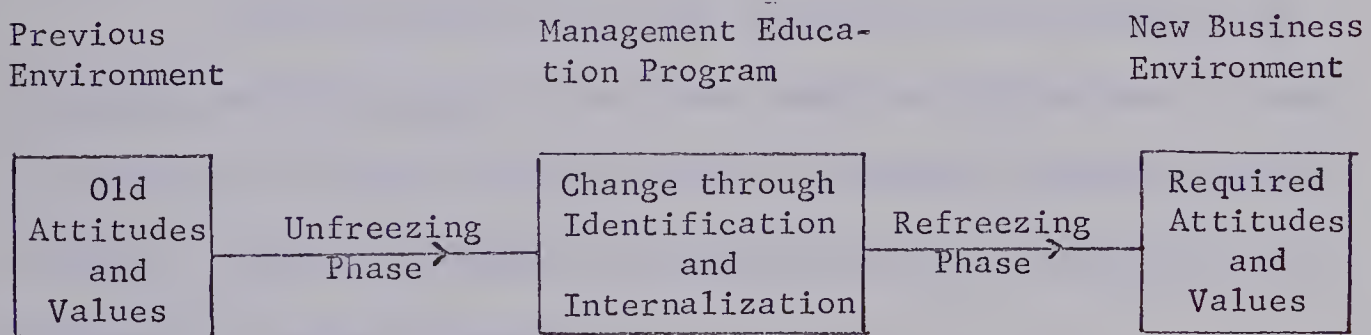 Previous
Environment
Management Educa-
tion Program
New Business
Environment
Old
Attitudes
and
Values
Unfreezing
Phase
Change through
Identification
and
Internalization
Refreezing
Phase
Required
Attitudes
and
Values